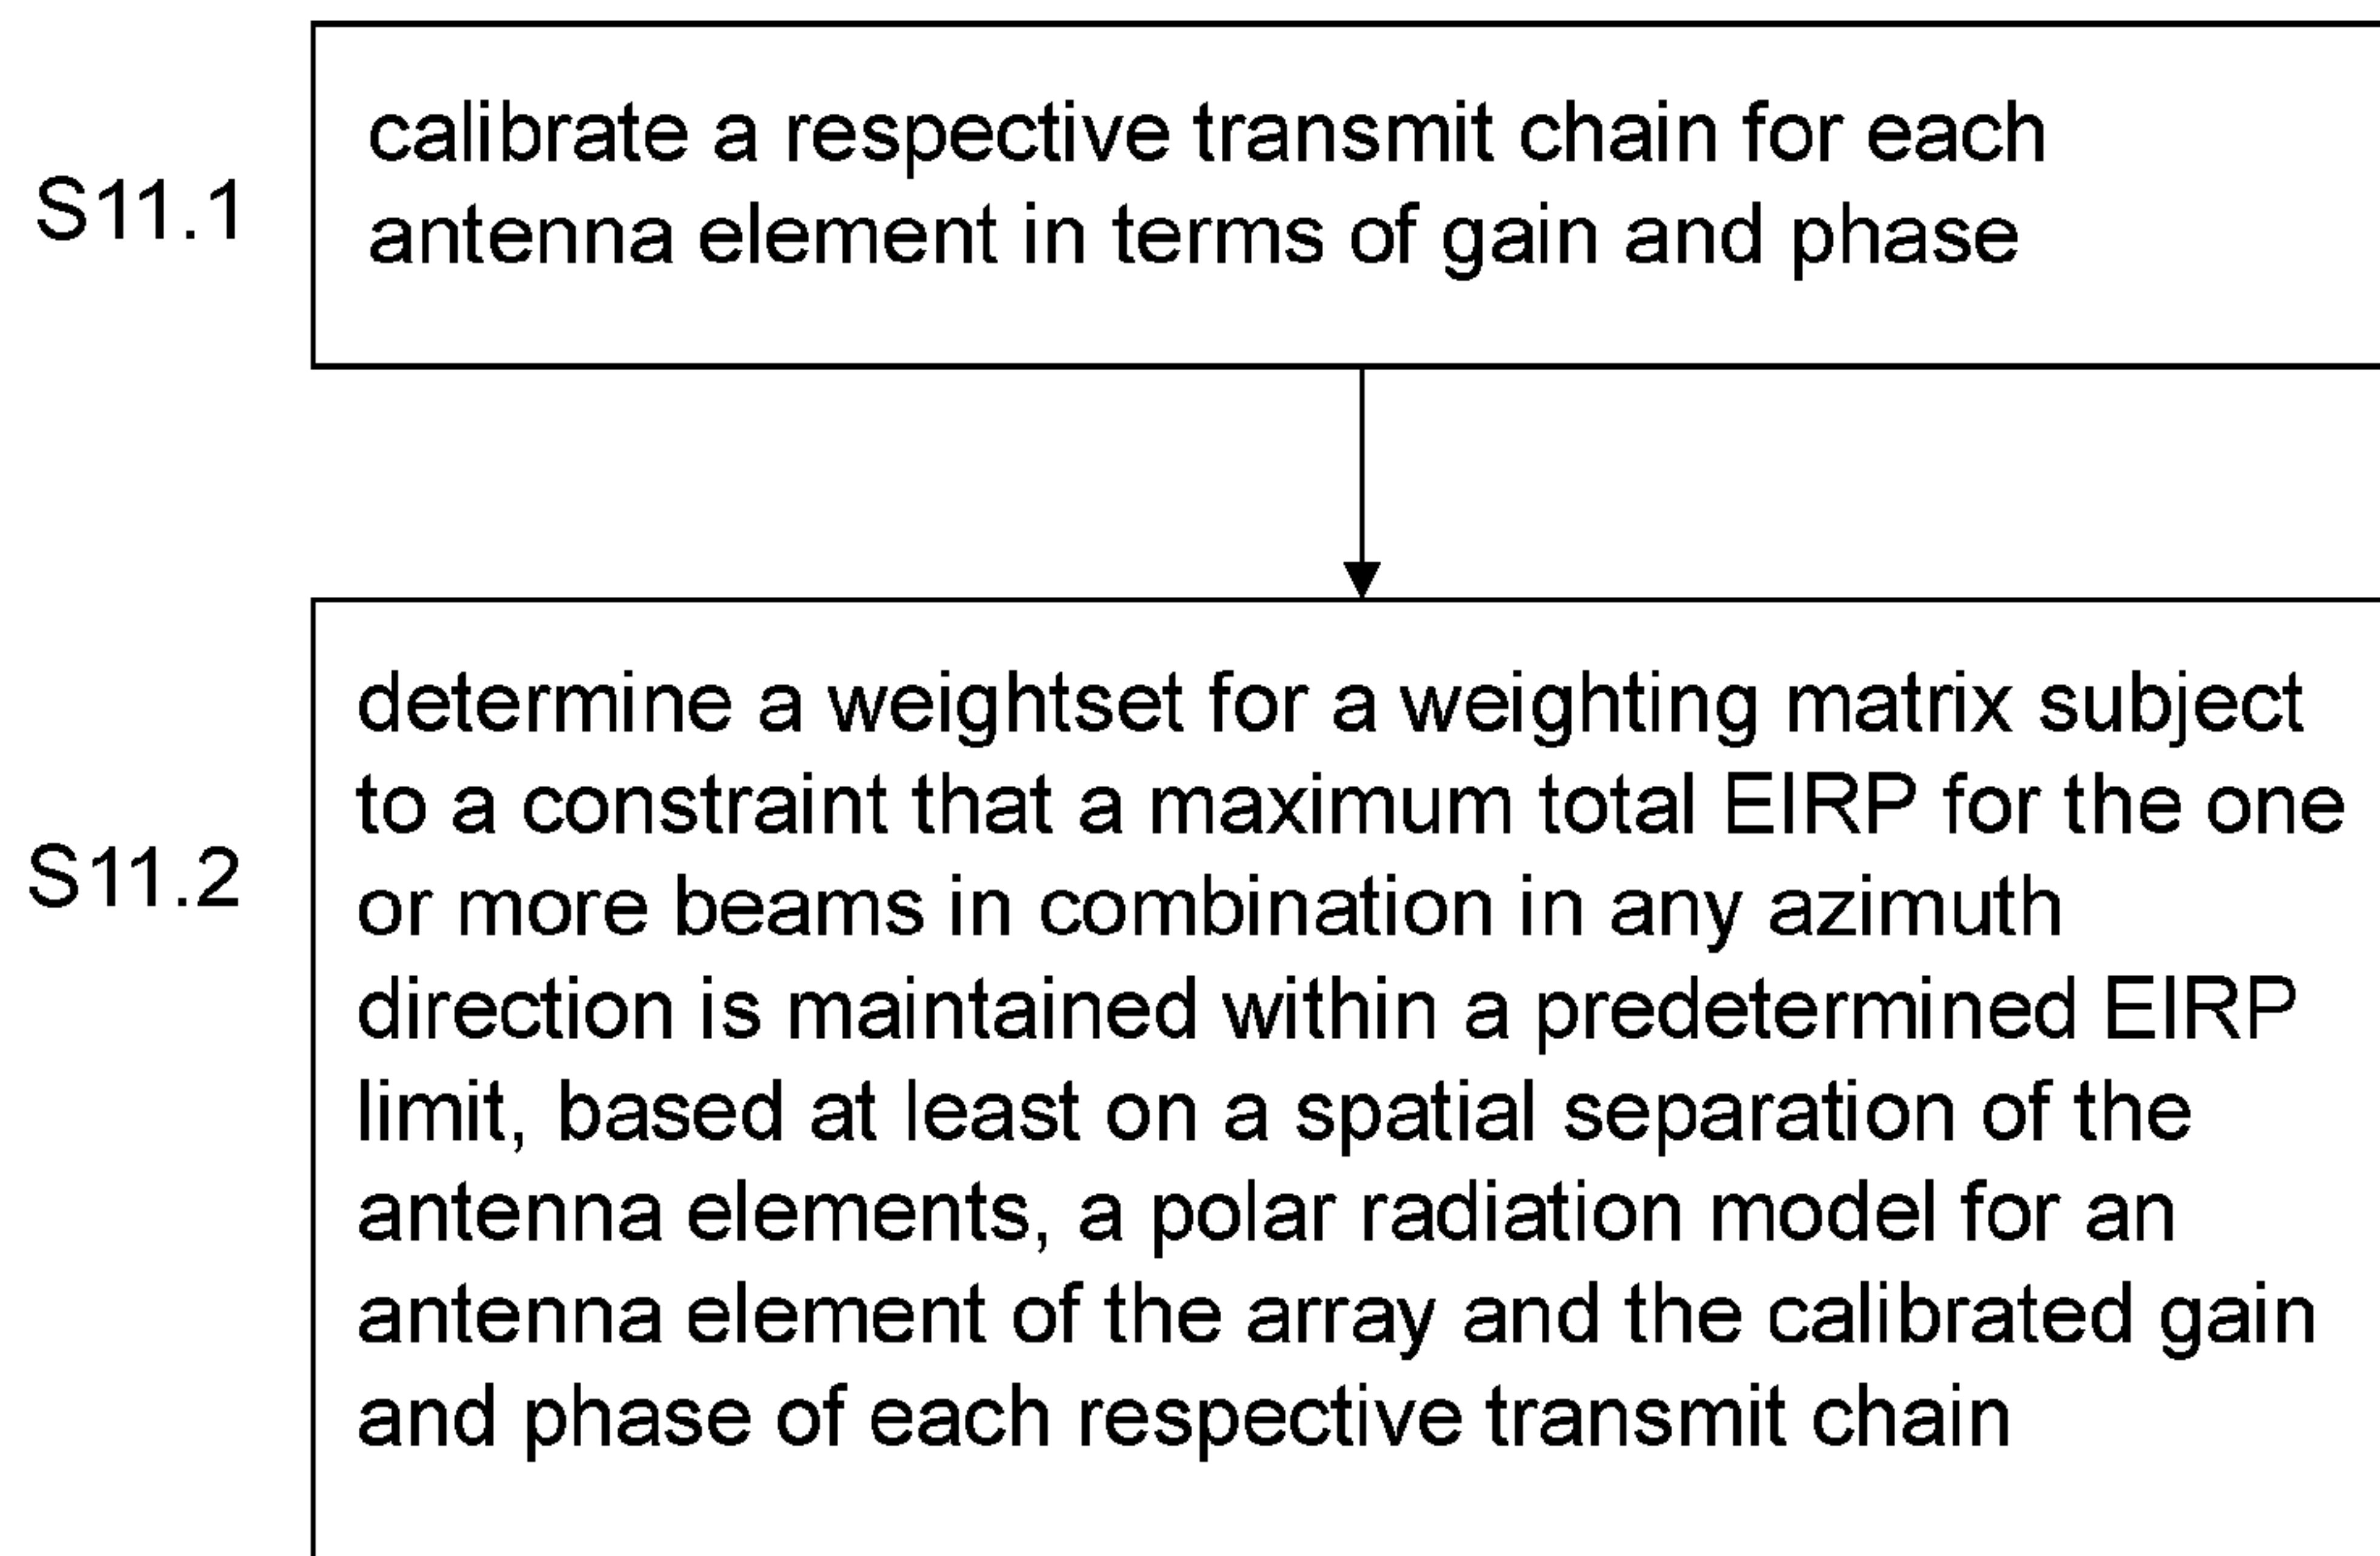 S11.1
calibrate a respective transmit chain for each
antenna element in terms of gain and phase
S11.2
determine a weightset for a weighting matrix subject
to a constraint that a maximum total EIRP for the one
or more beams in combination in any azimuth
direction is maintained within a predetermined EIRP
limit, based at least on a spatial separation of the
antenna elements, a polar radiation model for an
antenna element of the array and the calibrated gain
and phase of each respective transmit chain